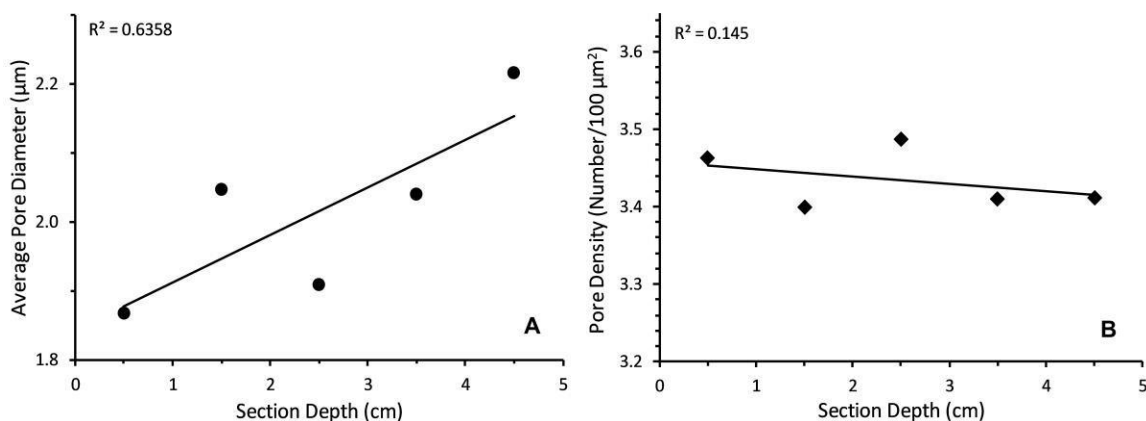 R² = 0.6358
Average Pore Diameter (µm)
2.2
2.0
1.8
0 1 2 3 4 5
Section Depth (cm)
A
R² = 0.145
Pore Density (Number/100 µm²)
3.6
3.5
3.4
3.3
3.2
0 1 2 3 4 5
Section Depth (cm)
B